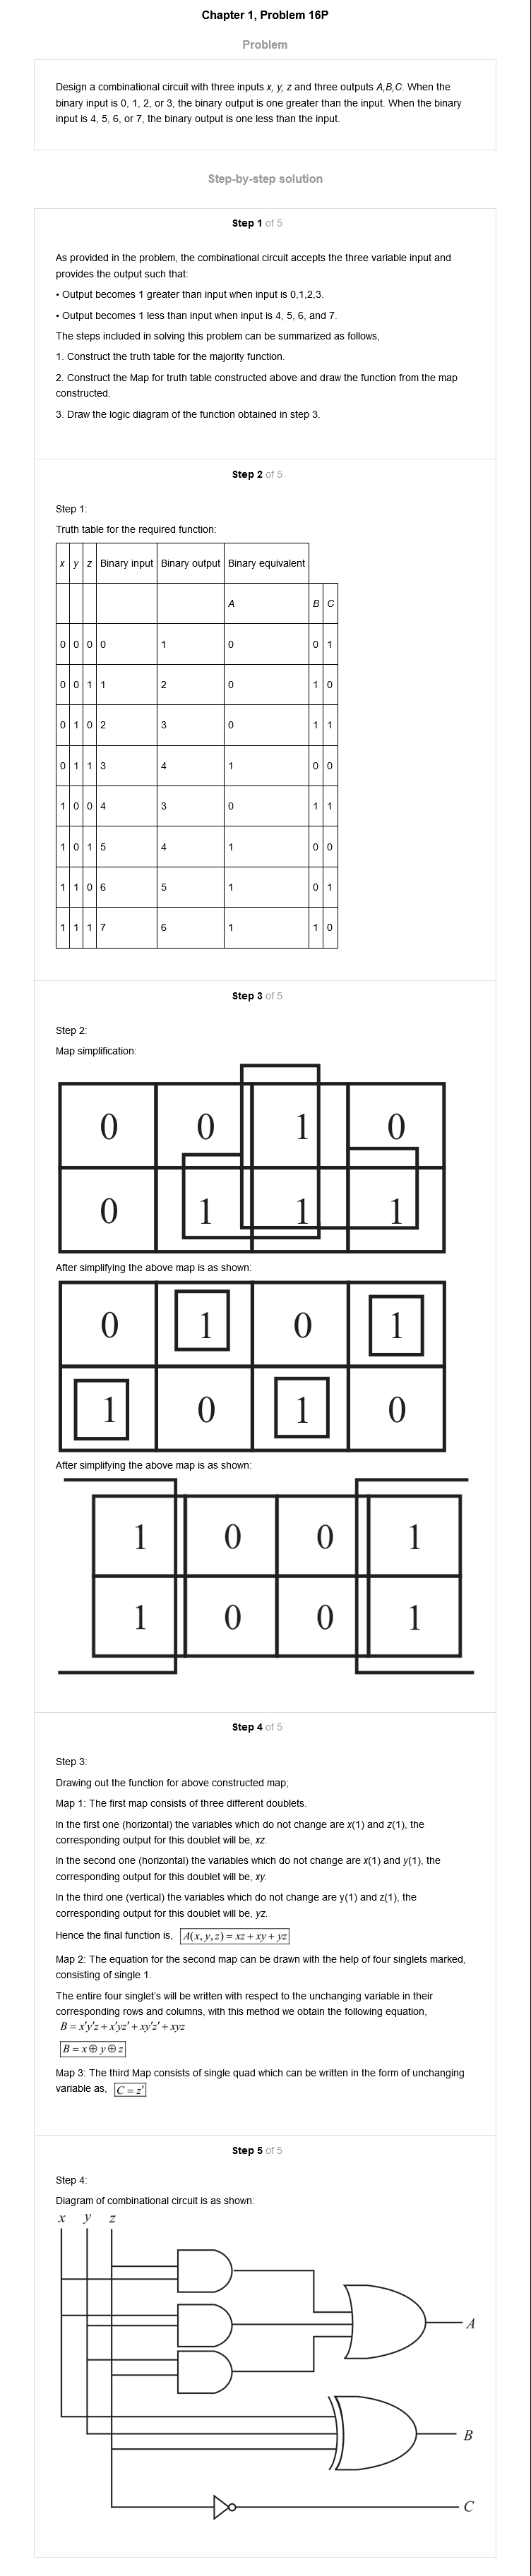 Chapter 1, Problem 16P
Problem
Design a combinational circuit with three inputs x, y, z and three outputs A,B,C. When the
binary input is 0, 1, 2, or 3, the binary output is one greater than the input. When the binary
input is 4, 5, 6, or 7, the binary output is one less than the input.
Step-by-step solution
Step 1 of 5
As provided in the problem, the combinational circuit accepts the three variable input and
provides the output such that:
• Output becomes 1 greater than input when input is 0,1,2,3.
• Output becomes 1 less than input when input is 4, 5, 6, and 7.
The steps included in solving this problem can be summarized as follows,
1. Construct the truth table for the majority function.
2. Construct the Map for truth table constructed above and draw the function from the map
constructed.
3. Draw the logic diagram of the function obtained in step 3.
Step 2 of 5
Step 1:
Truth table for the required function:
x y z Binary input Binary output Binary equivalent
A B C
0 0 0 0 1 0 0 1
0 0 1 1 2 0 1 0
0 1 0 2 3 0 1 1
0 1 1 3 4 1 0 0
1 0 0 4 3 0 1 1
1 0 1 5 4 1 0 0
1 1 0 6 5 1 0 1
1 1 1 7 6 1 1 0
Step 3 of 5
Step 2:
Map simplification:
0 0 1 0
0 1 1 1
After simplifying the above map is as shown:
0 1 0 1
1 0 1 0
After simplifying the above map is as shown:
1 0 0 1
1 0 0 1
Step 4 of 5
Step 3:
Drawing out the function for above constructed map;
Map 1: The first map consists of three different doublets.
In the first one (horizontal) the variables which do not change are x(1) and z(1), the
corresponding output for this doublet will be, xz.
In the second one (horizontal) the variables which do not change are x(1) and y(1), the
corresponding output for this doublet will be, xy.
In the third one (vertical) the variables which do not change are y(1) and z(1), the
corresponding output for this doublet will be, yz.
Hence the final function is, A(x, y, z) = xz + xy + yz
Map 2: The equation for the second map can be drawn with the help of four singlets marked,
consisting of single 1.
The entire four singlet's will be written with respect to the unchanging variable in their
corresponding rows and columns, with this method we obtain the following equation,
B = x′y′z + x′yz′ + xy′z′ + xyz
B = x ⊕ y ⊕ z
Map 3: The third Map consists of single quad which can be written in the form of unchanging
variable as, C = z′
Step 5 of 5
Step 4:
Diagram of combinational circuit is as shown:
x y z
A
B
C